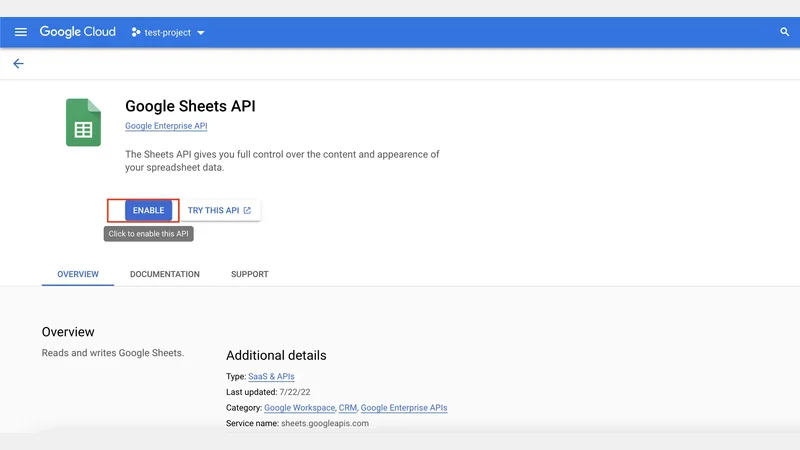 Google Cloud
test-project
Google Sheets API
Google Enterprise API
The Sheets API gives you full control over the content and appearence of
your spreadsheet data.
ENABLE
TRY THIS API
Click to enable this API
OVERVIEW DOCUMENTATION SUPPORT
Overview
Reads and writes Google Sheets.
Additional details
Type: SaaS & APIs
Last updated: 7/22/22
Category: Google Workspace, CRM, Google Enterprise APIs
Service name: sheets.googleapis.com